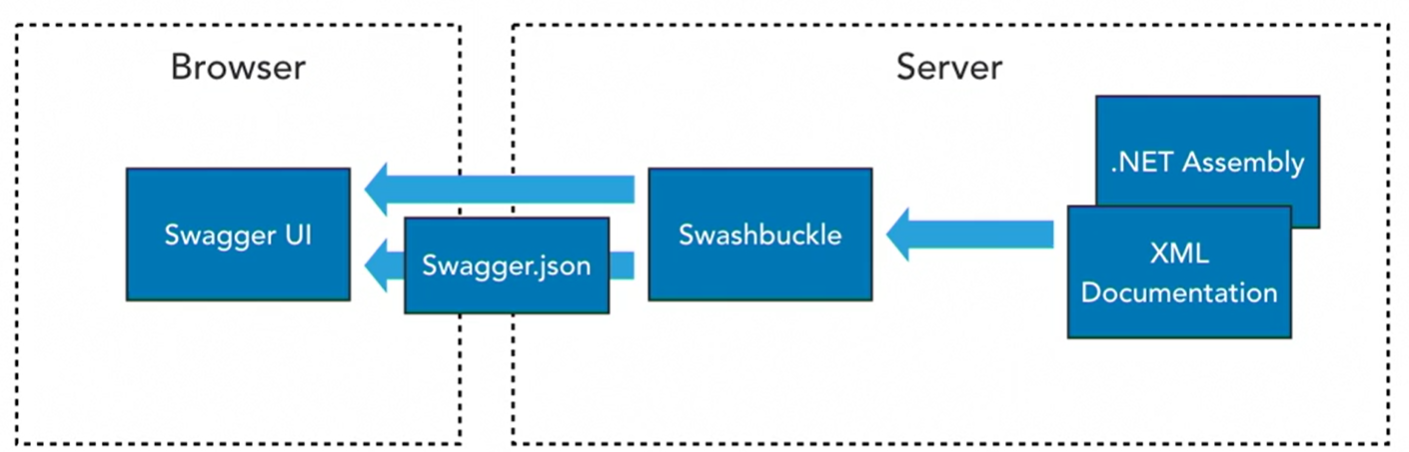 Browser
Server
.NET Assembly
Swagger UI
Swashbuckle
Swagger.json
XML
Documentation